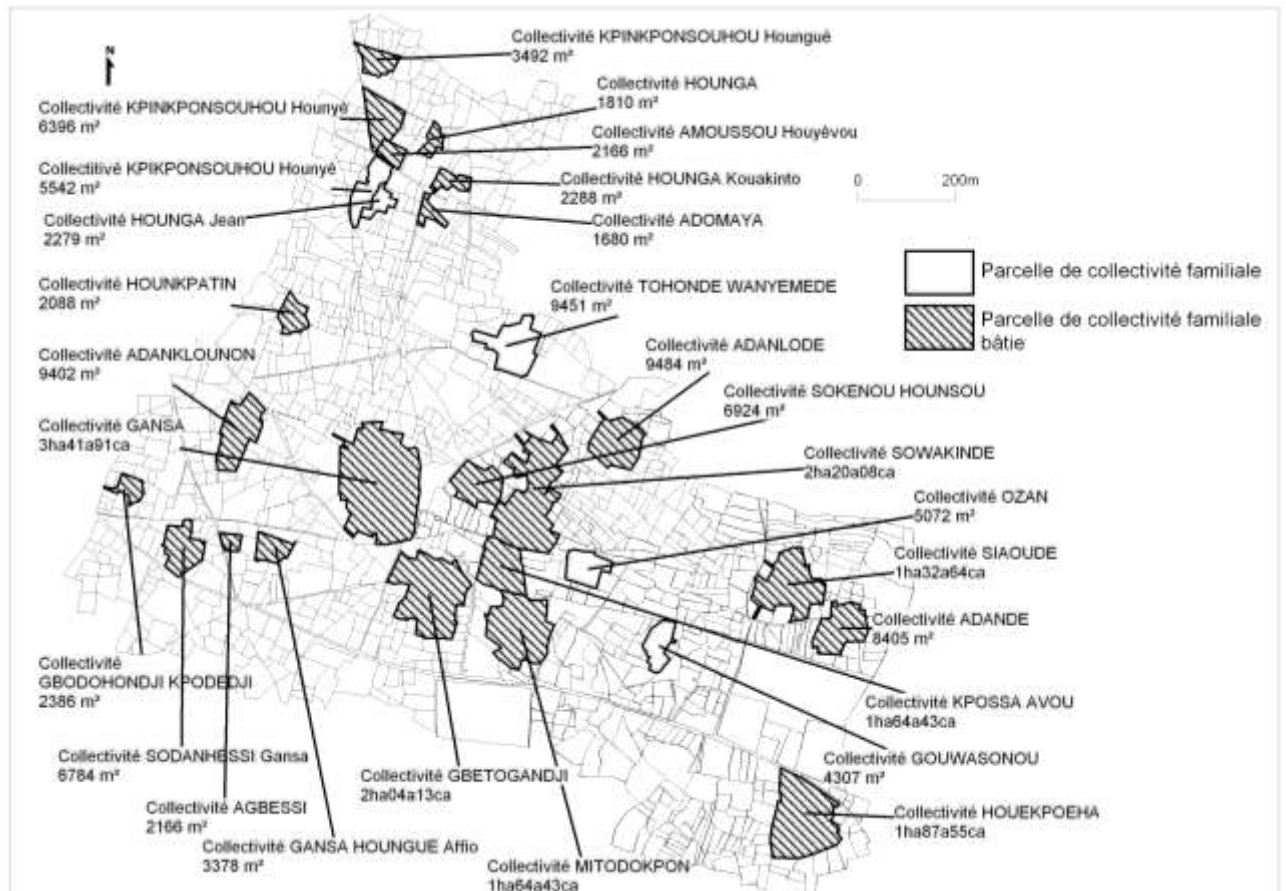 N
Collectivité KPINKPONSOUHOU Houngué
3492 m²
Collectivité HOUNGA
1810 m²
Collectivité KPINKPONSOUHOU Hounyé
6396 m²
Collectivité AMOUSSOU Houyèvou
2166 m²
Collectitivé KPIKPONSOUHOU Hounyé
5542 m²
Collectivité HOUNGA Kouakinto
2288 m²
0 200m
Collectivité HOUNGA Jean
2279 m²
Collectivité ADOMAYA
1680 m²
Parcelle de collectivité familiale
Parcelle de collectivité familiale
bâtie
Collectivité HOUNKPATIN
2088 m²
Collectivité TOHONDE WANYEMEDE
9451 m²
Collectivité ADANKLOUNON
9402 m²
Collectivité ADANLODE
9484 m²
Collectivité SOKENOU HOUNSOU
6924 m²
Collectivité GANSA
3ha41a91ca
Collectivité SOWAKINDE
2ha20a08ca
Collectivité OZAN
5072 m²
Collectivité SIAOUDE
1ha32a64ca
Collectivité ADANDE
8405 m²
Collectivité
GBODOHONDJI KPODEDJI
2386 m²
Collectivité KPOSSA AVOU
1ha64a43ca
Collectivité SODANHESSI Gansa
6784 m²
Collectivité GOUWASONOU
4307 m²
Collectivité GBETOGANDJI
2ha04a13ca
Collectivité AGBESSI
2166 m²
Collectivité HOUEKPOEHA
1ha87a55ca
Collectivité GANSA HOUNGUE Affio
3378 m²
Collectivité MITODOKPON
1ha64a43ca